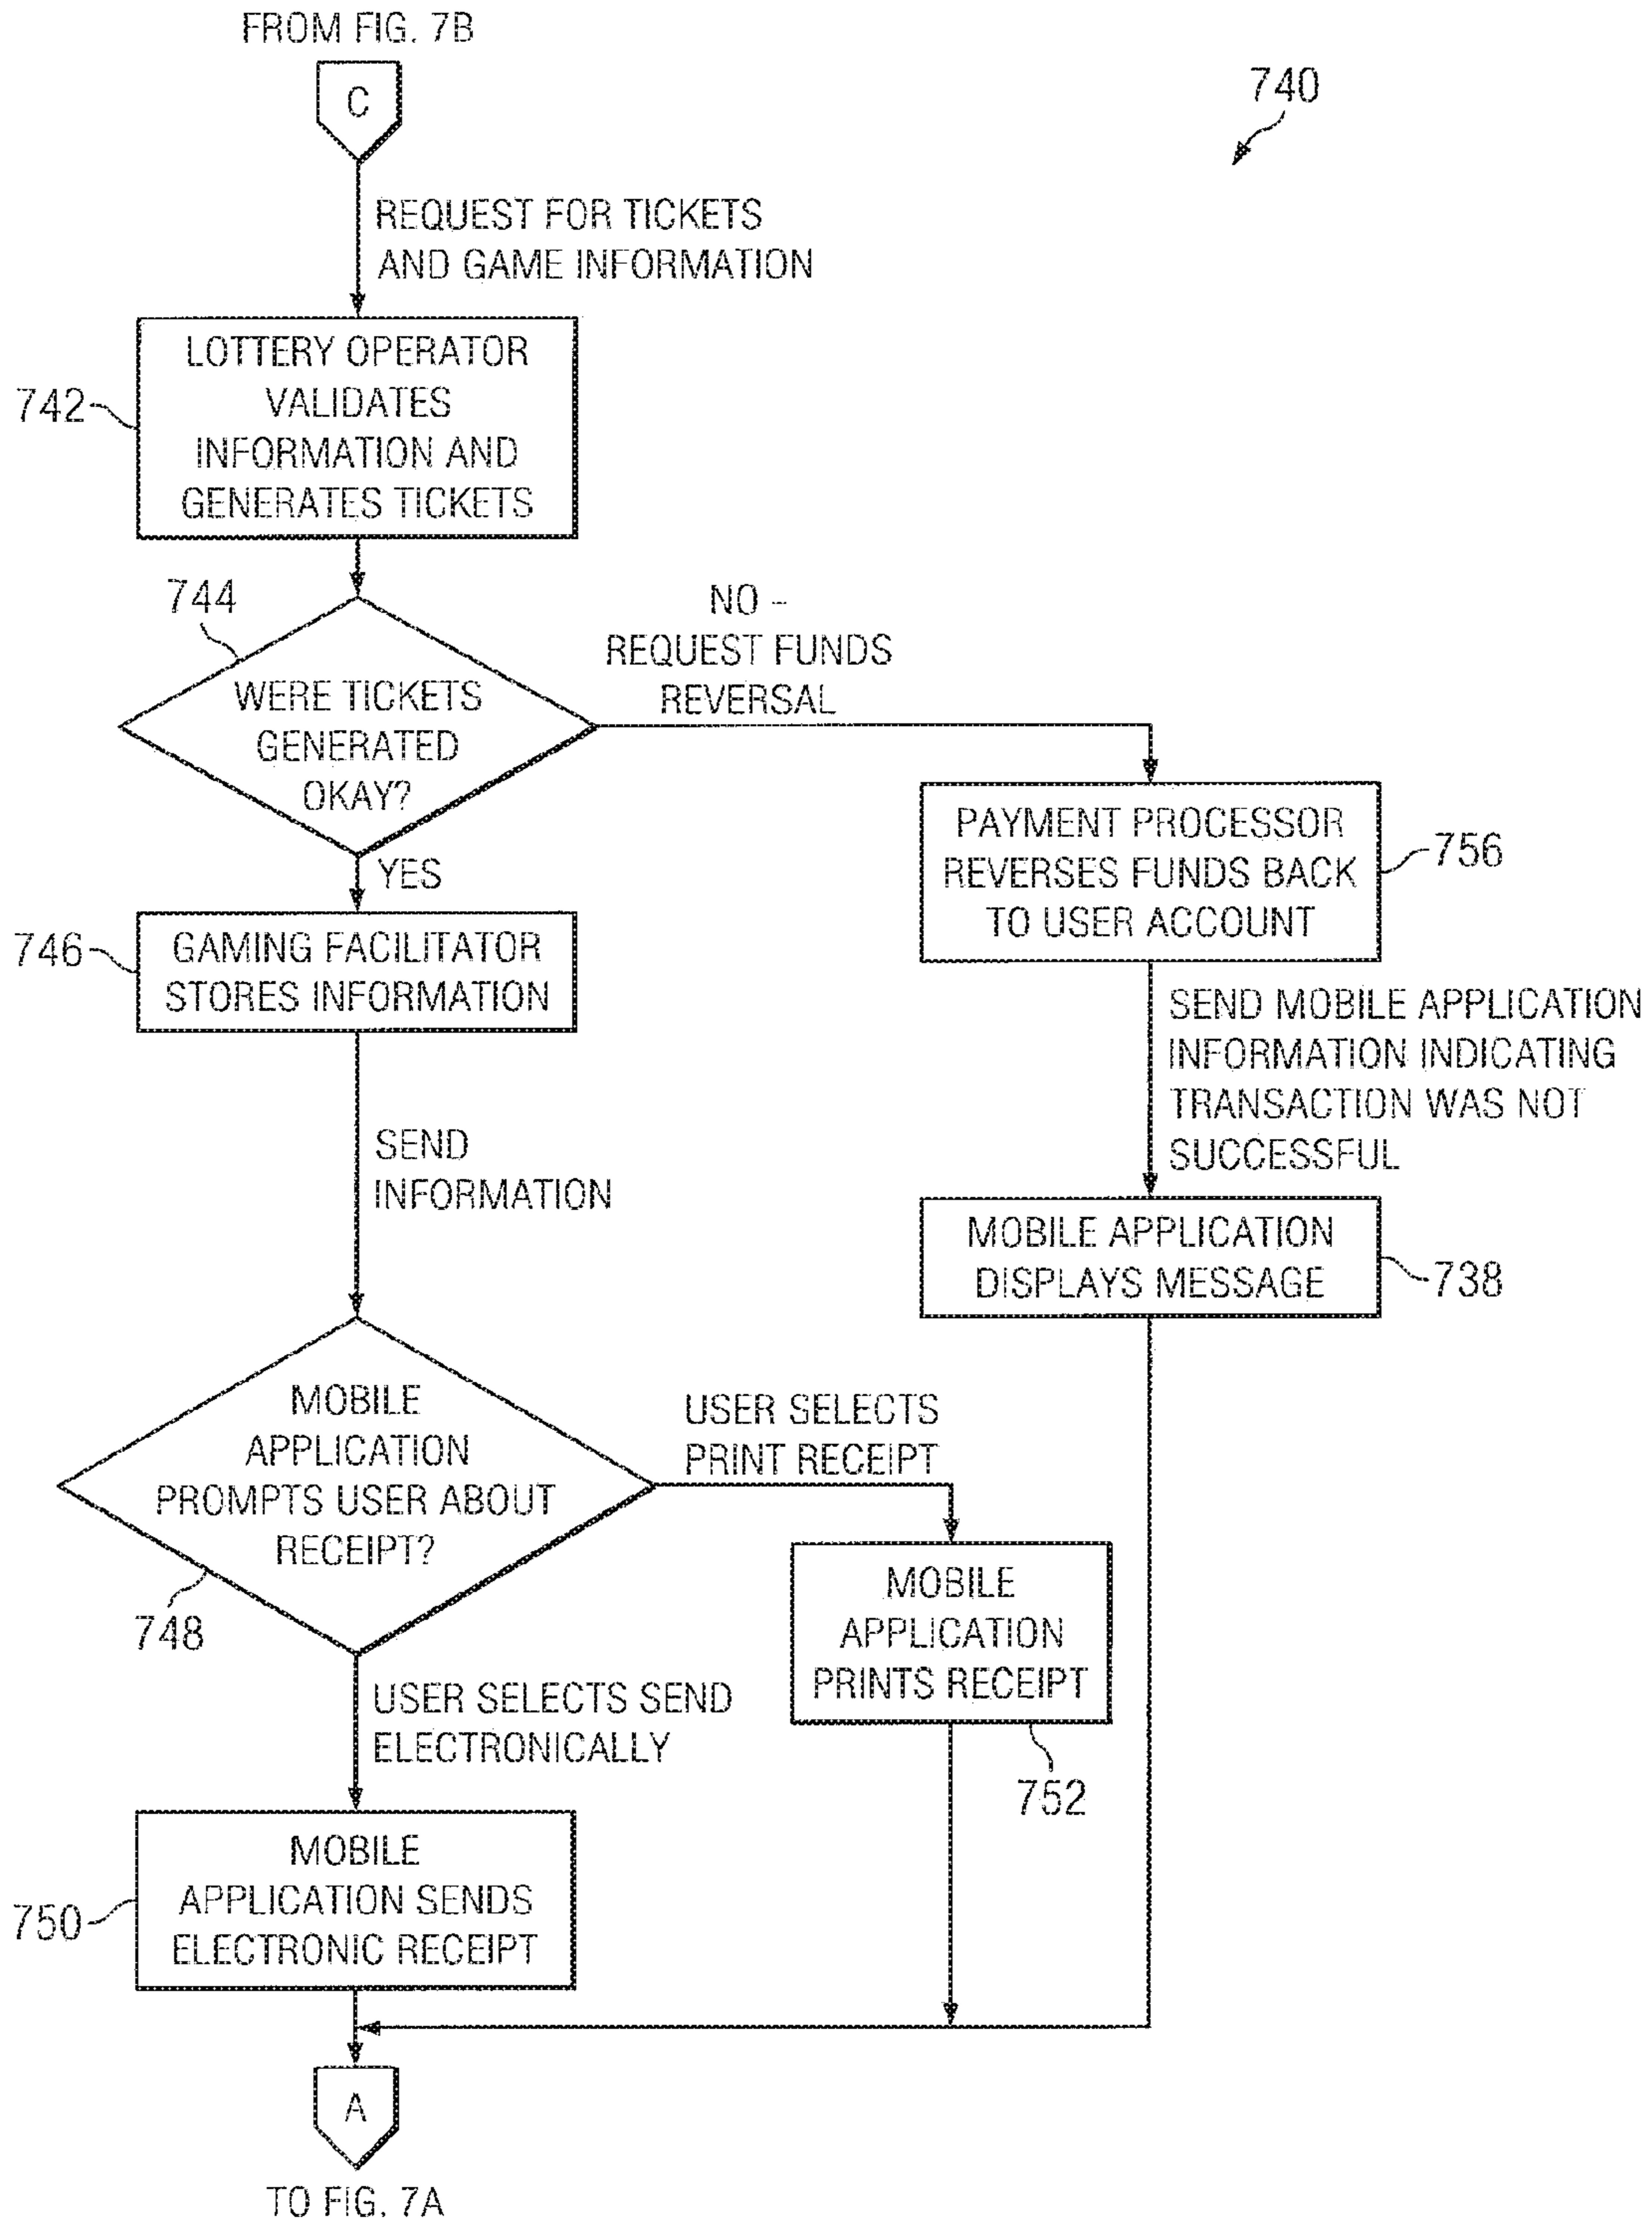 FROM FIG. 7B
C
740
REQUEST FOR TICKETS
AND GAME INFORMATION
742
LOTTERY OPERATOR
VALIDATES
INFORMATION AND
GENERATES TICKETS
744
WERE TICKETS
GENERATED
OKAY?
NO –
REQUEST FUNDS
REVERSAL
YES
PAYMENT PROCESSOR
REVERSES FUNDS BACK
TO USER ACCOUNT
756
746
GAMING FACILITATOR
STORES INFORMATION
SEND MOBILE APPLICATION
INFORMATION INDICATING
TRANSACTION WAS NOT
SUCCESSFUL
SEND
INFORMATION
MOBILE APPLICATION
DISPLAYS MESSAGE
738
MOBILE
APPLICATION
PROMPTS USER ABOUT
RECEIPT?
748
USER SELECTS
PRINT RECEIPT
MOBILE
APPLICATION
PRINTS RECEIPT
752
USER SELECTS SEND
ELECTRONICALLY
750
MOBILE
APPLICATION SENDS
ELECTRONIC RECEIPT
A
TO FIG. 7A